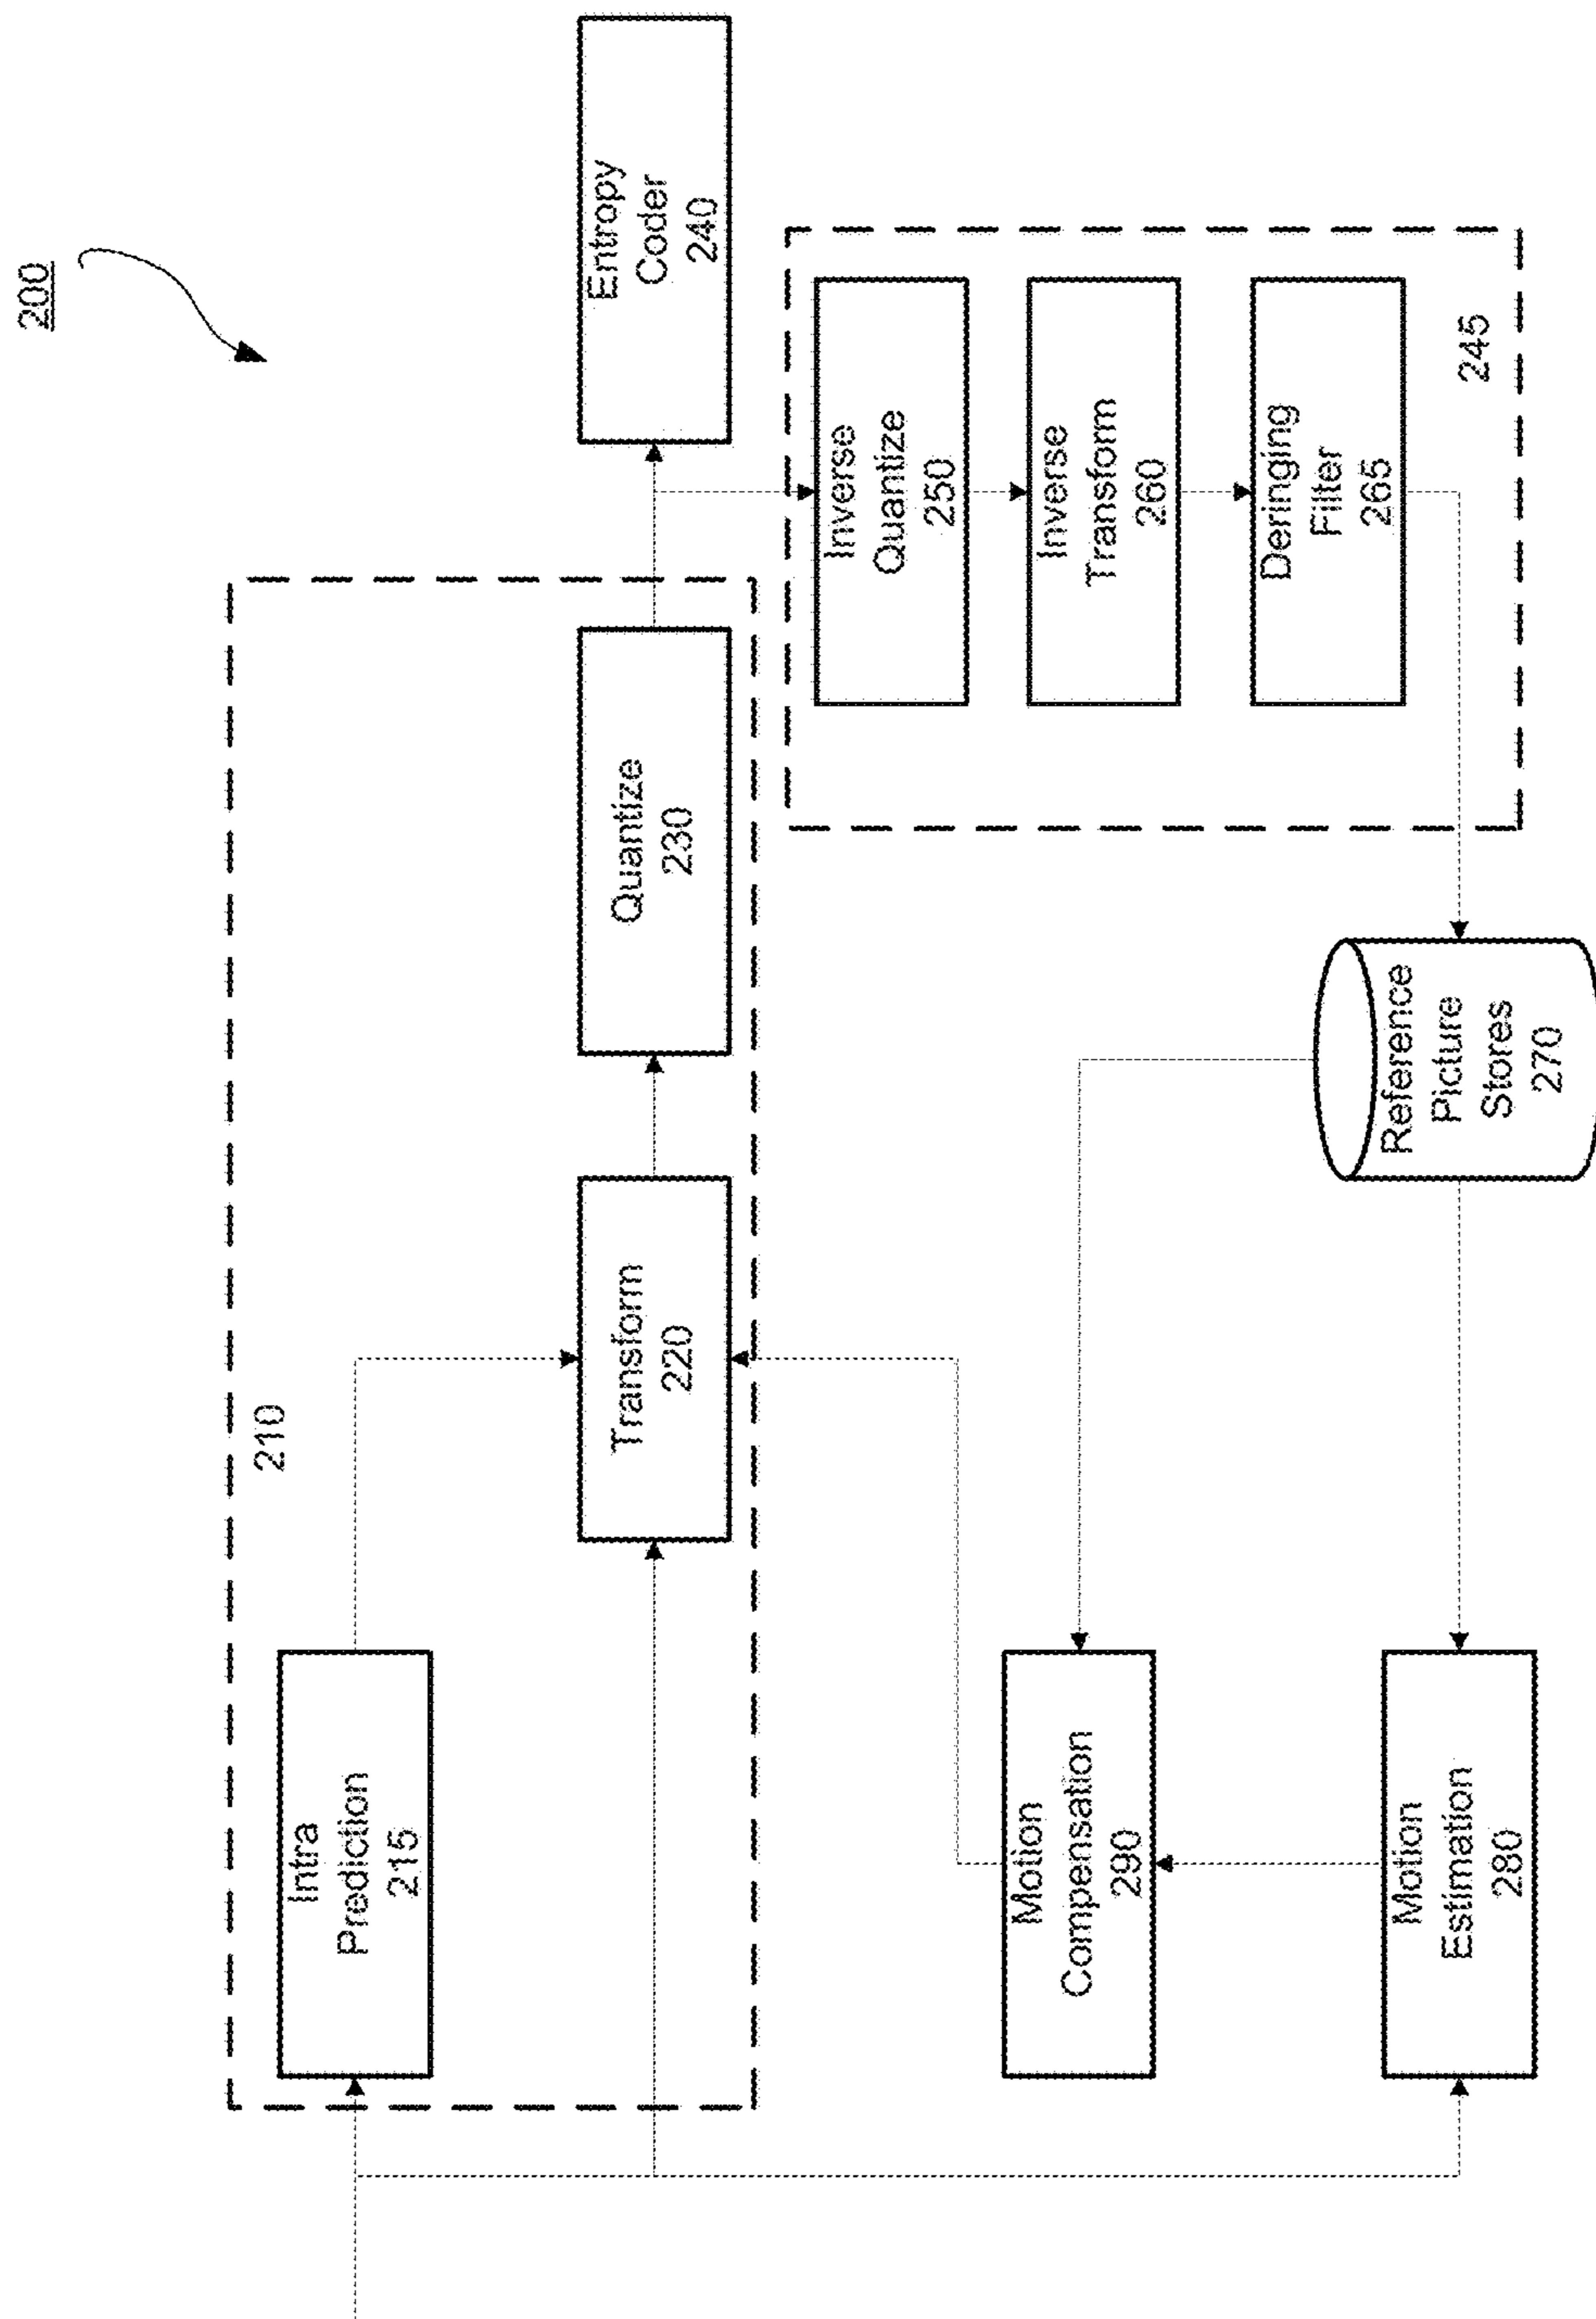 200
210
Intra
Prediction
215
Transform
220
Quantize
230
Entropy
Coder
240
Inverse
Quantize
250
Inverse
Transform
260
Deringing
Filter
265
245
Motion
Compensation
290
Motion
Estimation
280
Reference
Picture
Stores
270